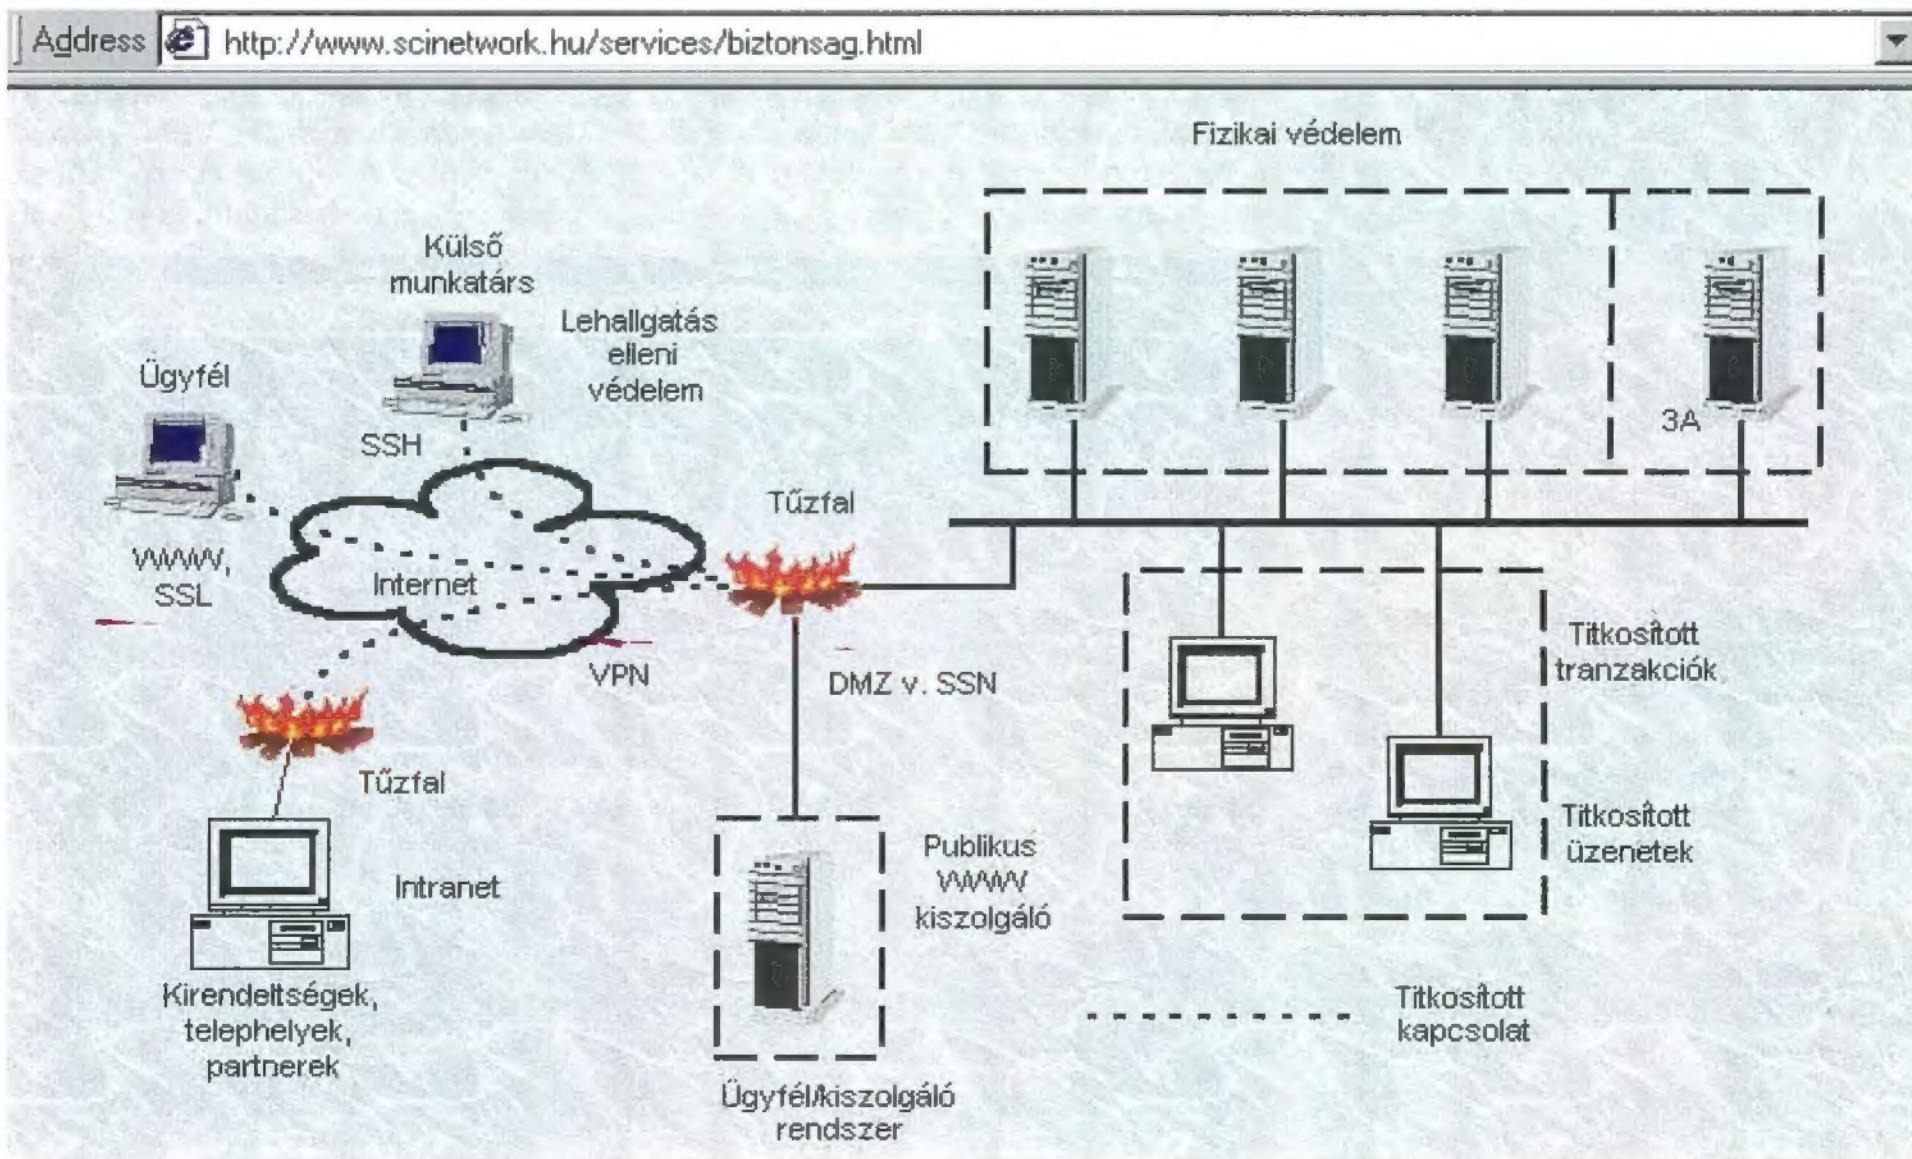 Address http://www.scinetwork.hu/services/biztonsag.html
Fizikai védelem
Külső
munkatárs
Lehallgatás
elleni
védelem
Ügyfél
SSH
3A
Tűzfal
WWW,
SSL
Internet
VPN
DMZ v. SSN
Titkosított
tranzakciók
Tűzfal
Titkosított
üzenetek
Intranet
Publikus
WWW
kiszolgáló
Kirendeltségek,
telephelyek,
partnerek
Titkosított
kapcsolat
Ügyfél/kiszolgáló
rendszer